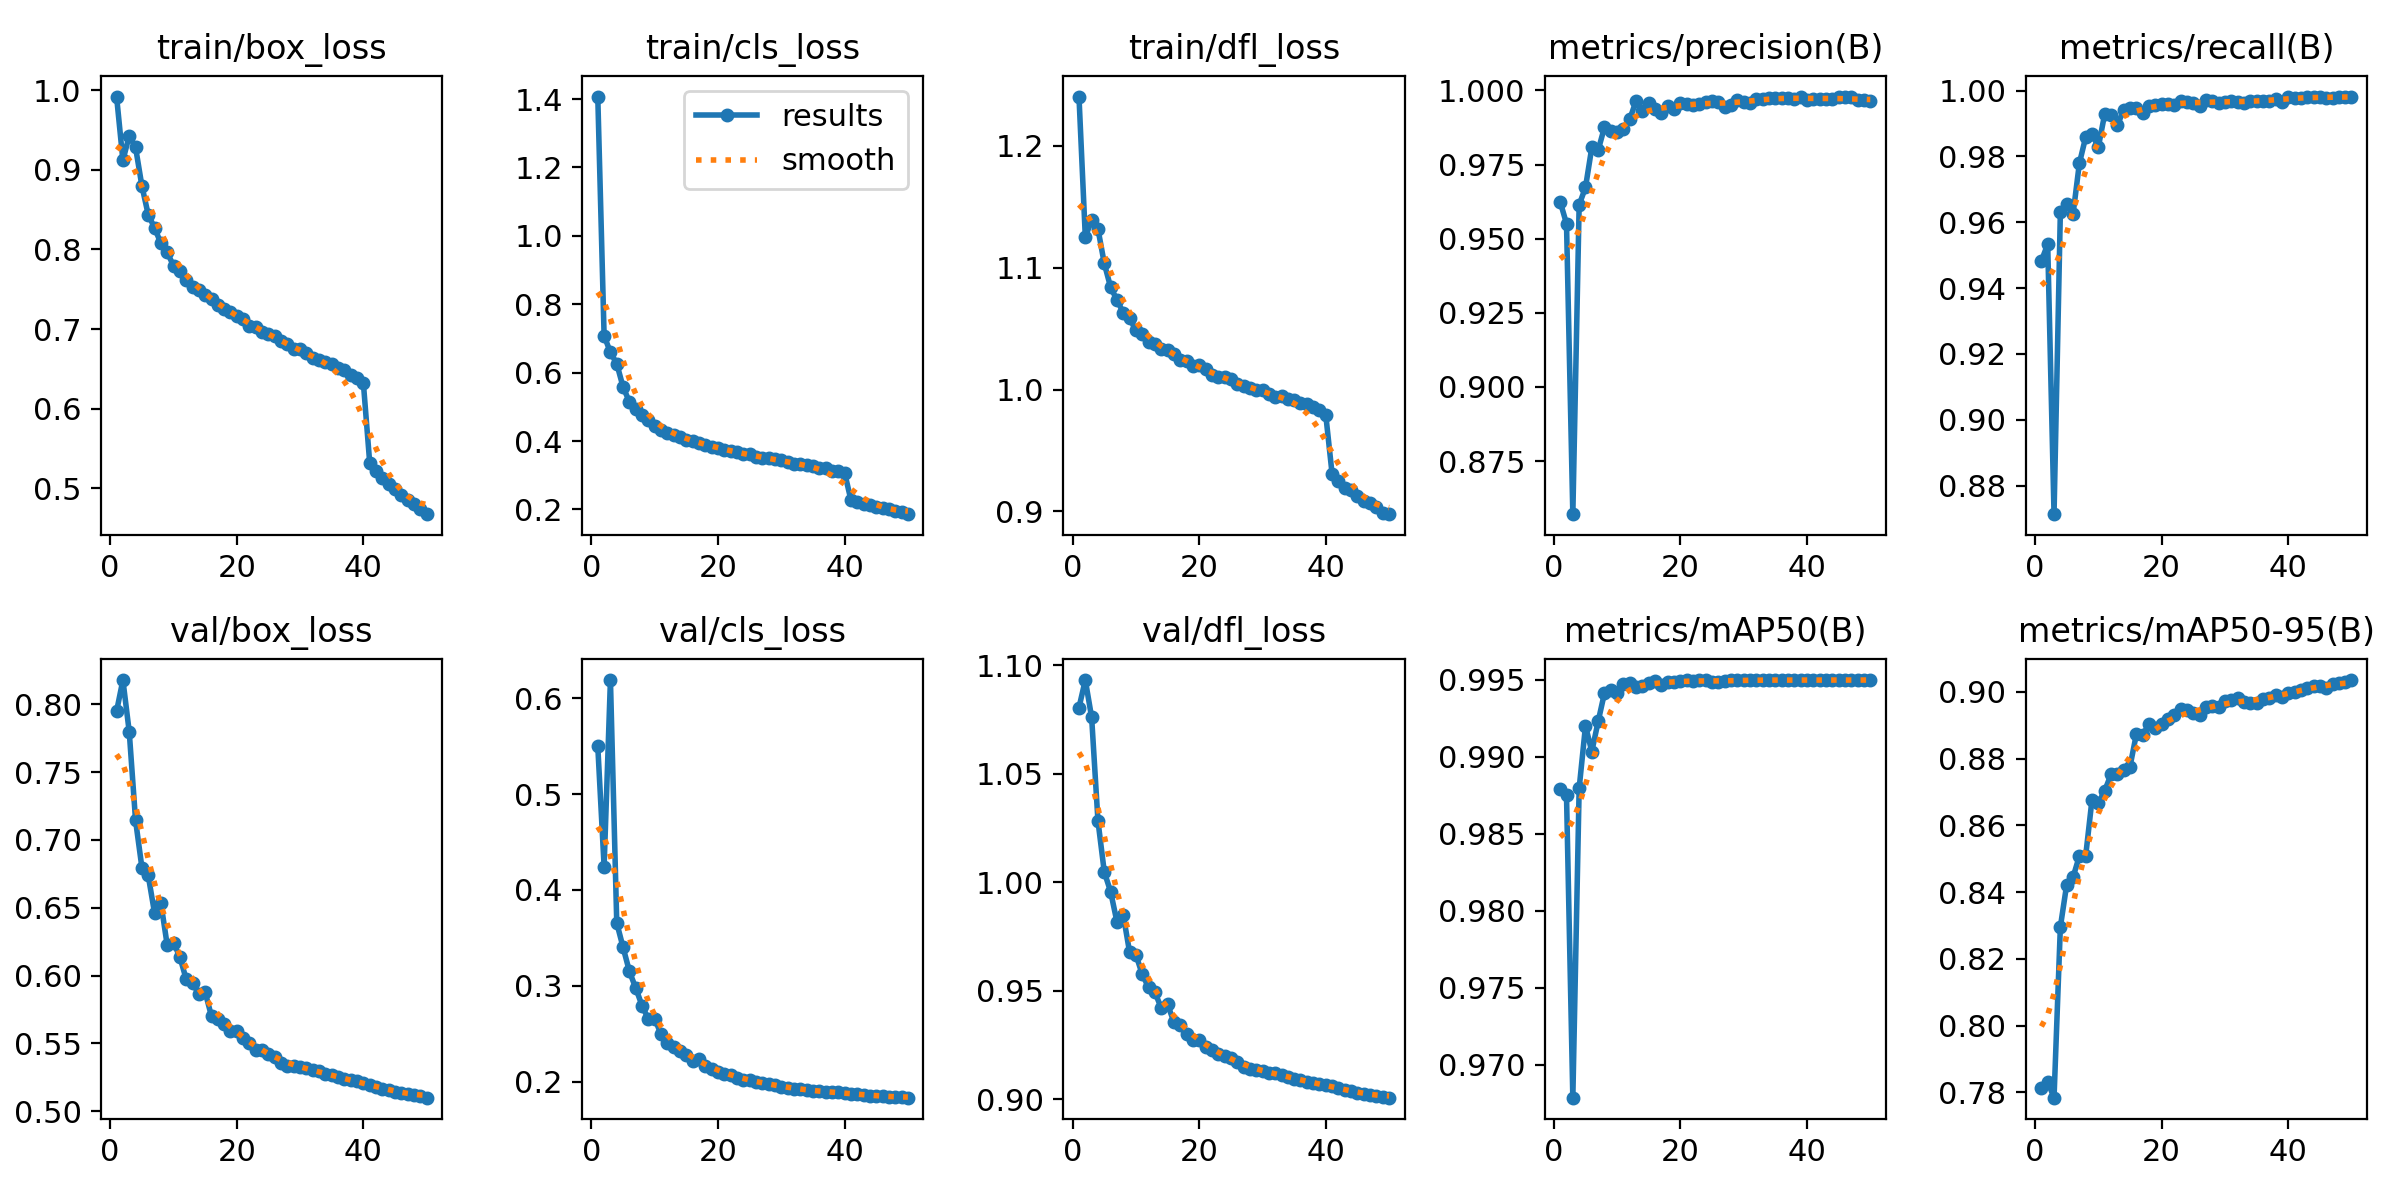 train/box_loss
1.0
0.9
0.8
0.7
0.6
0.5
0 20 40
train/cls_loss
results
smooth
1.4
1.2
1.0
0.8
0.6
0.4
0.2
0 20 40
train/dfl_loss
1.2
1.1
1.0
0.9
0 20 40
metrics/precision(B)
1.000
0.975
0.950
0.925
0.900
0.875
0 20 40
metrics/recall(B)
1.00
0.98
0.96
0.94
0.92
0.90
0.88
0 20 40
val/box_loss
0.80
0.75
0.70
0.65
0.60
0.55
0.50
0 20 40
val/cls_loss
0.6
0.5
0.4
0.3
0.2
0 20 40
val/dfl_loss
1.10
1.05
1.00
0.95
0.90
0 20 40
metrics/mAP50(B)
0.995
0.990
0.985
0.980
0.975
0.970
0 20 40
metrics/mAP50-95(B)
0.90
0.88
0.86
0.84
0.82
0.80
0.78
0 20 40